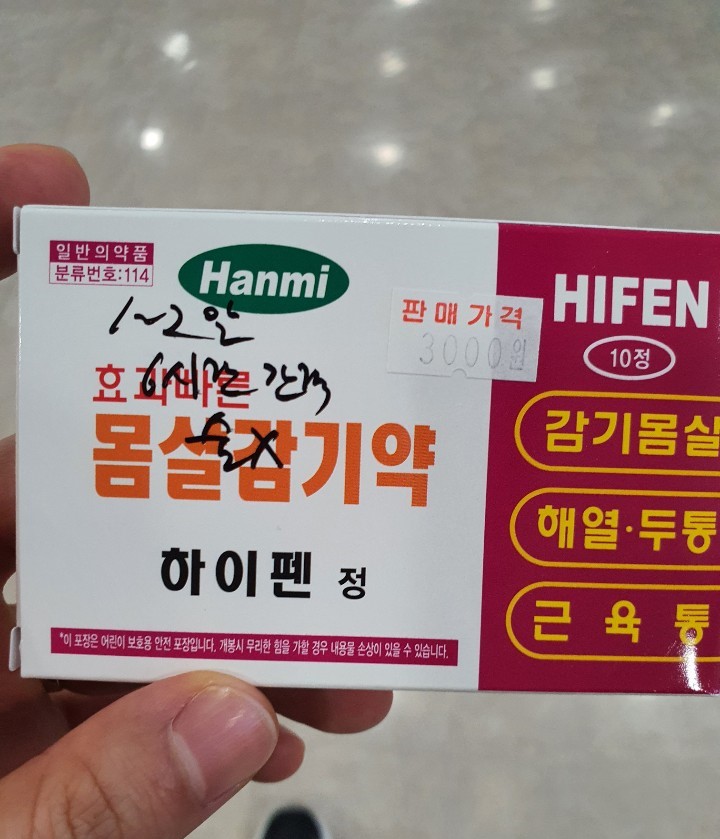 일반의약품
분류번호:114
Hanmi
1~2알
6시간 간격
술X
판매가격
3000원
효과빠른
몸살감기약
하이펜 정
*이 포장은 어린이 보호용 안전 포장입니다. 개봉시 무리한 힘을 가할 경우 내용물 손상이 있을 수 있습니다.
HIFEN
10정
감기몸살
해열·두통
근육통